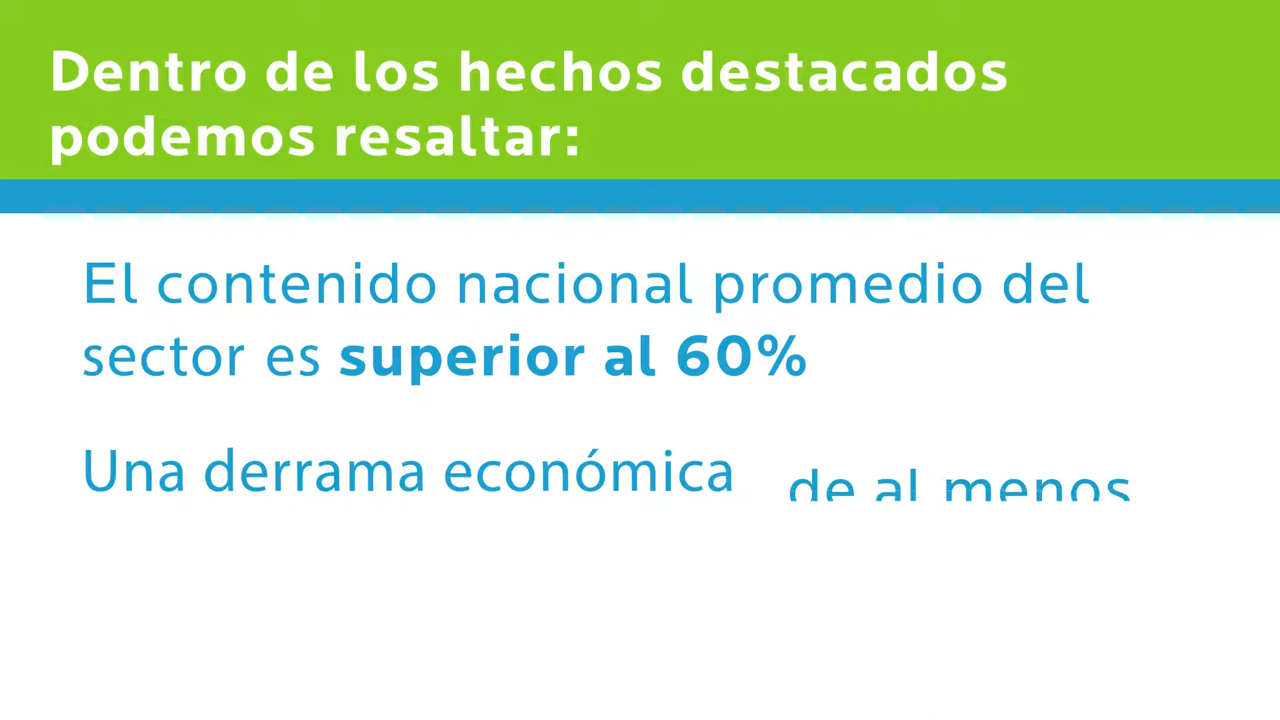 Dentro de los hechos destacados
podemos resaltar:
El contenido nacional promedio del
sector es superior al 60%
Una derrama económica de al menos